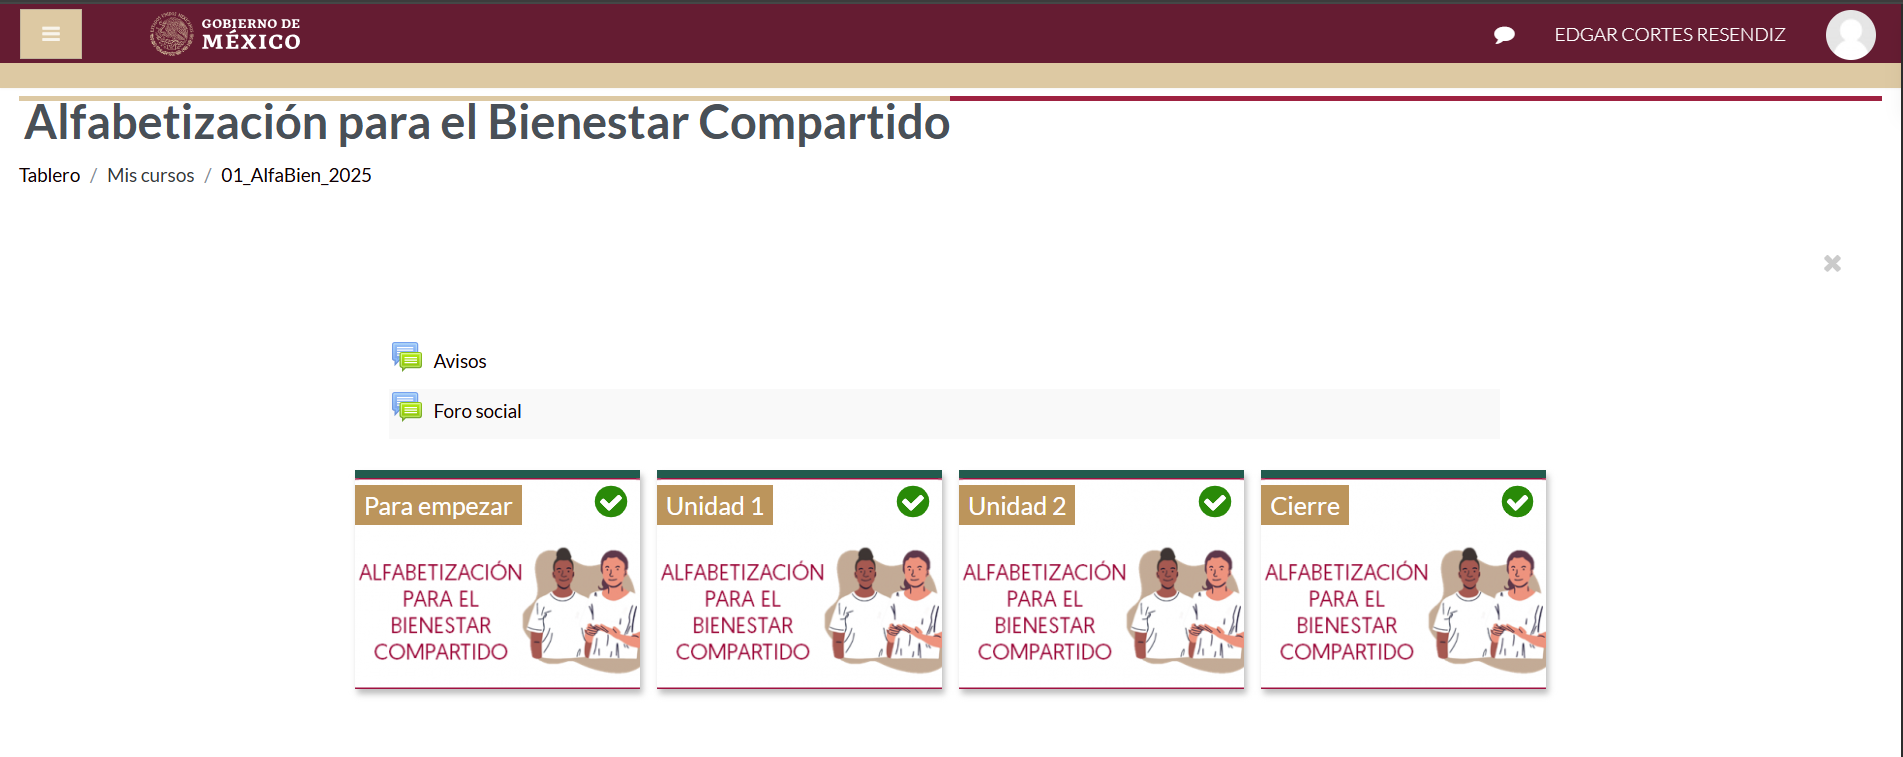 GOBIERNO DE
MÉXICO
EDGAR CORTES RESENDIZ
Alfabetización para el Bienestar Compartido
Tablero / Mis cursos / 01_AlfaBien_2025
Avisos
Foro social
Para empezar
ALFABETIZACIÓN
PARA EL
BIENESTAR
COMPARTIDO
Unidad 1
ALFABETIZACIÓN
PARA EL
BIENESTAR
COMPARTIDO
Unidad 2
ALFABETIZACIÓN
PARA EL
BIENESTAR
COMPARTIDO
Cierre
ALFABETIZACIÓN
PARA EL
BIENESTAR
COMPARTIDO